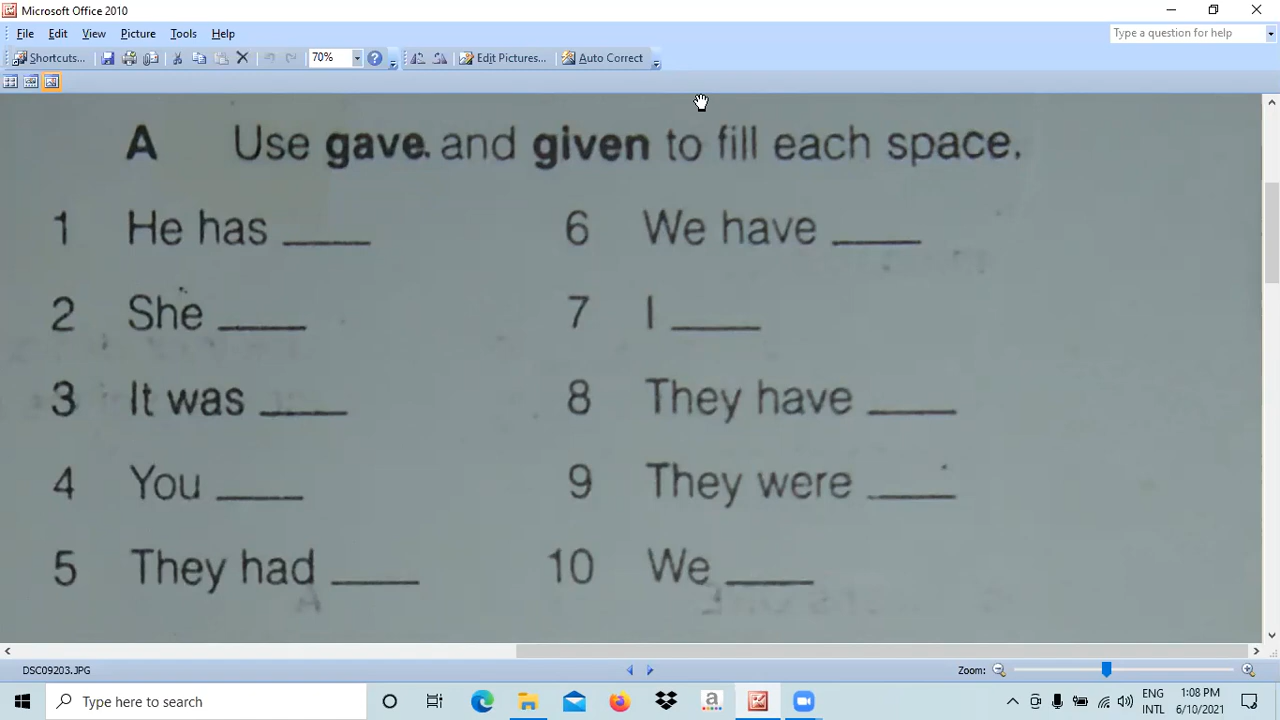 Microsoft Office 2010
File Edit View Picture Tools Help
Type a question for help
Shortcuts... 70% Edit Pictures... Auto Correct
A Use gave and given to fill each space.
1 He has ____ 6 We have ____
2 She ____ 7 I ____
3 It was ____ 8 They have ____
4 You ____ 9 They were ____
5 They had ____ 10 We ____
DSC09203.JPG Zoom:
Type here to search
ENG 1:08 PM
INTL 6/10/2021